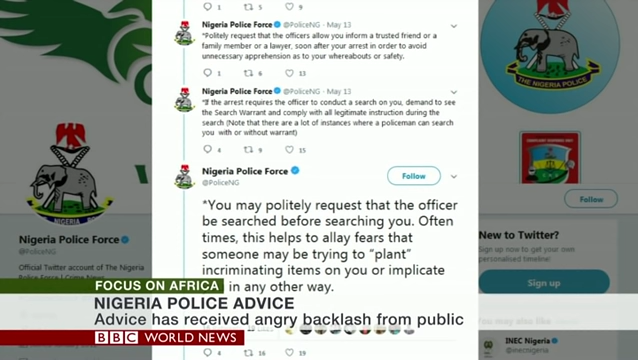 1 5 9
Nigeria Police Force @PoliceNG · May 13
"Politely request that the officers allow you inform a trusted friend or a
family member or a lawyer, soon after your arrest in order to avoid
unnecessary apprehension as to your whereabouts or safety.
1 6 13
Nigeria Police Force @PoliceNG · May 13
"If the arrest requires the officer to conduct a search on you, demand to see
the Search Warrant and comply with all legitimate instruction during the
search (Note that there are a lot of instances where a policeman can search
you with or without warrant)
4 9 15
Nigeria Police Force
@PoliceNG
Follow
*You may politely request that the officer
be searched before searching you. Often
times, this helps to allay fears that
someone may be trying to "plant"
incriminating items on you or implicate
in any other way.
4 16 19
THE NIGERIA POLICE
NIGERIA
Nigeria Police Force
@PoliceNG
Official Twitter account of The Nigeria
Follow
New to Twitter?
Sign up now to get your own
personalised timeline!
Sign up
You may also like
INEC Nigeria
@inecnigeria
FOCUS ON AFRICA
NIGERIA POLICE ADVICE
Advice has received angry backlash from public
BBC WORLD NEWS